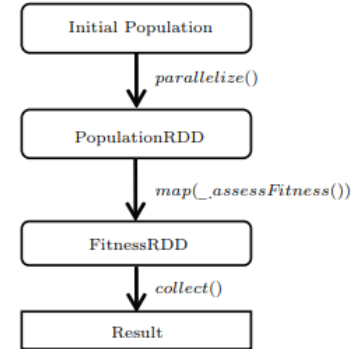 Initial Population
parallelize()
PopulationRDD
map(_.assessFitness())
FitnessRDD
collect()
Result